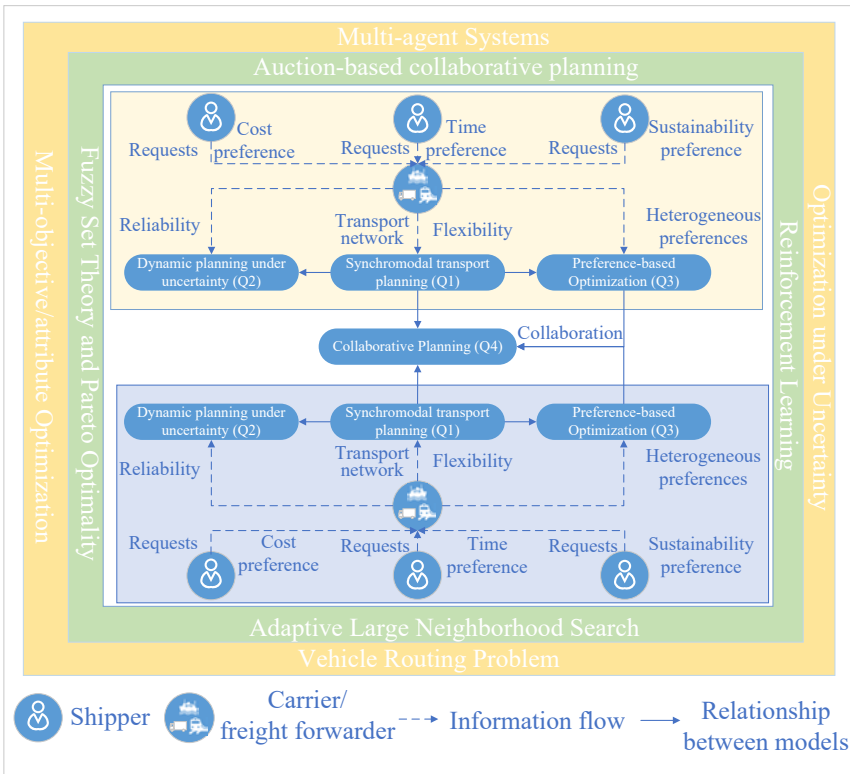 Multi-agent Systems
Auction-based collaborative planning
Multi-objective/attribute Optimization
Fuzzy Set Theory and Pareto Optimality
Reinforcement Learning
Optimization under Uncertainty
Requests
Cost
preference
Requests
Time
preference
Requests
Sustainability
preference
Reliability
Transport
network
Flexibility
Heterogeneous
preferences
Dynamic planning under
uncertainty (Q2)
Synchromodal transport
planning (Q1)
Preference-based
Optimization (Q3)
Collaboration
Collaborative Planning (Q4)
Dynamic planning under
uncertainty (Q2)
Synchromodal transport
planning (Q1)
Preference-based
Optimization (Q3)
Reliability
Transport
network
Flexibility
Heterogeneous
preferences
Requests
Cost
preference
Requests
Time
preference
Requests
Sustainability
preference
Adaptive Large Neighborhood Search
Vehicle Routing Problem
Shipper
Carrier/
freight forwarder
Information flow
Relationship
between models